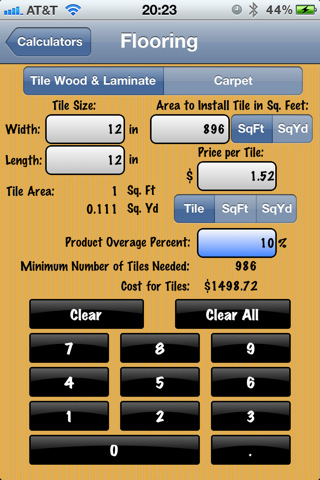 AT&T 20:23 44%
Calculators Flooring
Tile Wood & Laminate Carpet
Tile Size: Area to Install Tile in Sq. Feet:
Width: 12 in 896 SqFt SqYd
Length: 12 in Price per Tile:
$ 1.52
Tile Area: 1 Sq. Ft
0.111 Sq. Yd Tile SqFt SqYd
Product Overage Percent: 10 %
Minimum Number of Tiles Needed: 986
Cost for Tiles: $1498.72
Clear Clear All
7 8 9
4 5 6
1 2 3
0 .